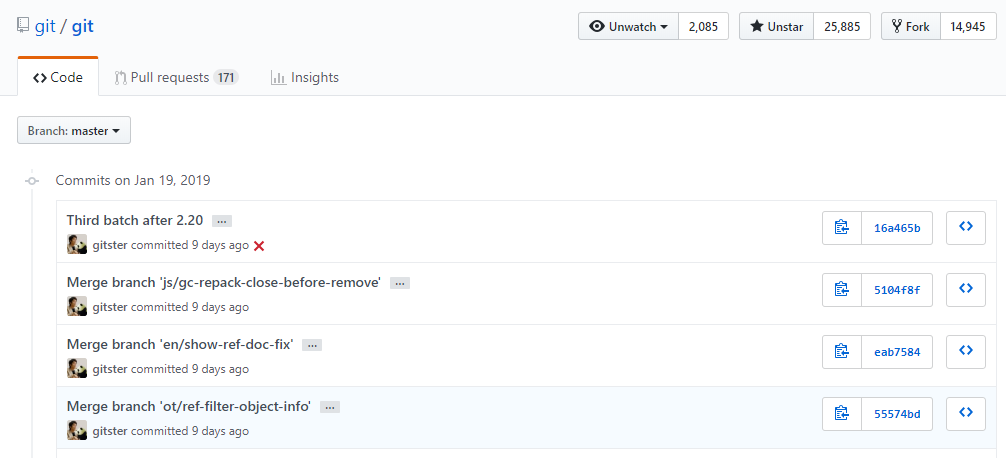 git / git Unwatch 2,085 Unstar 25,885 Fork 14,945
Code Pull requests 171 Insights
Branch: master
Commits on Jan 19, 2019
Third batch after 2.20 ...
gitster committed 9 days ago
16a465b
Merge branch 'js/gc-repack-close-before-remove' ...
gitster committed 9 days ago
5104f8f
Merge branch 'en/show-ref-doc-fix' ...
gitster committed 9 days ago
eab7584
Merge branch 'ot/ref-filter-object-info' ...
gitster committed 9 days ago
55574bd